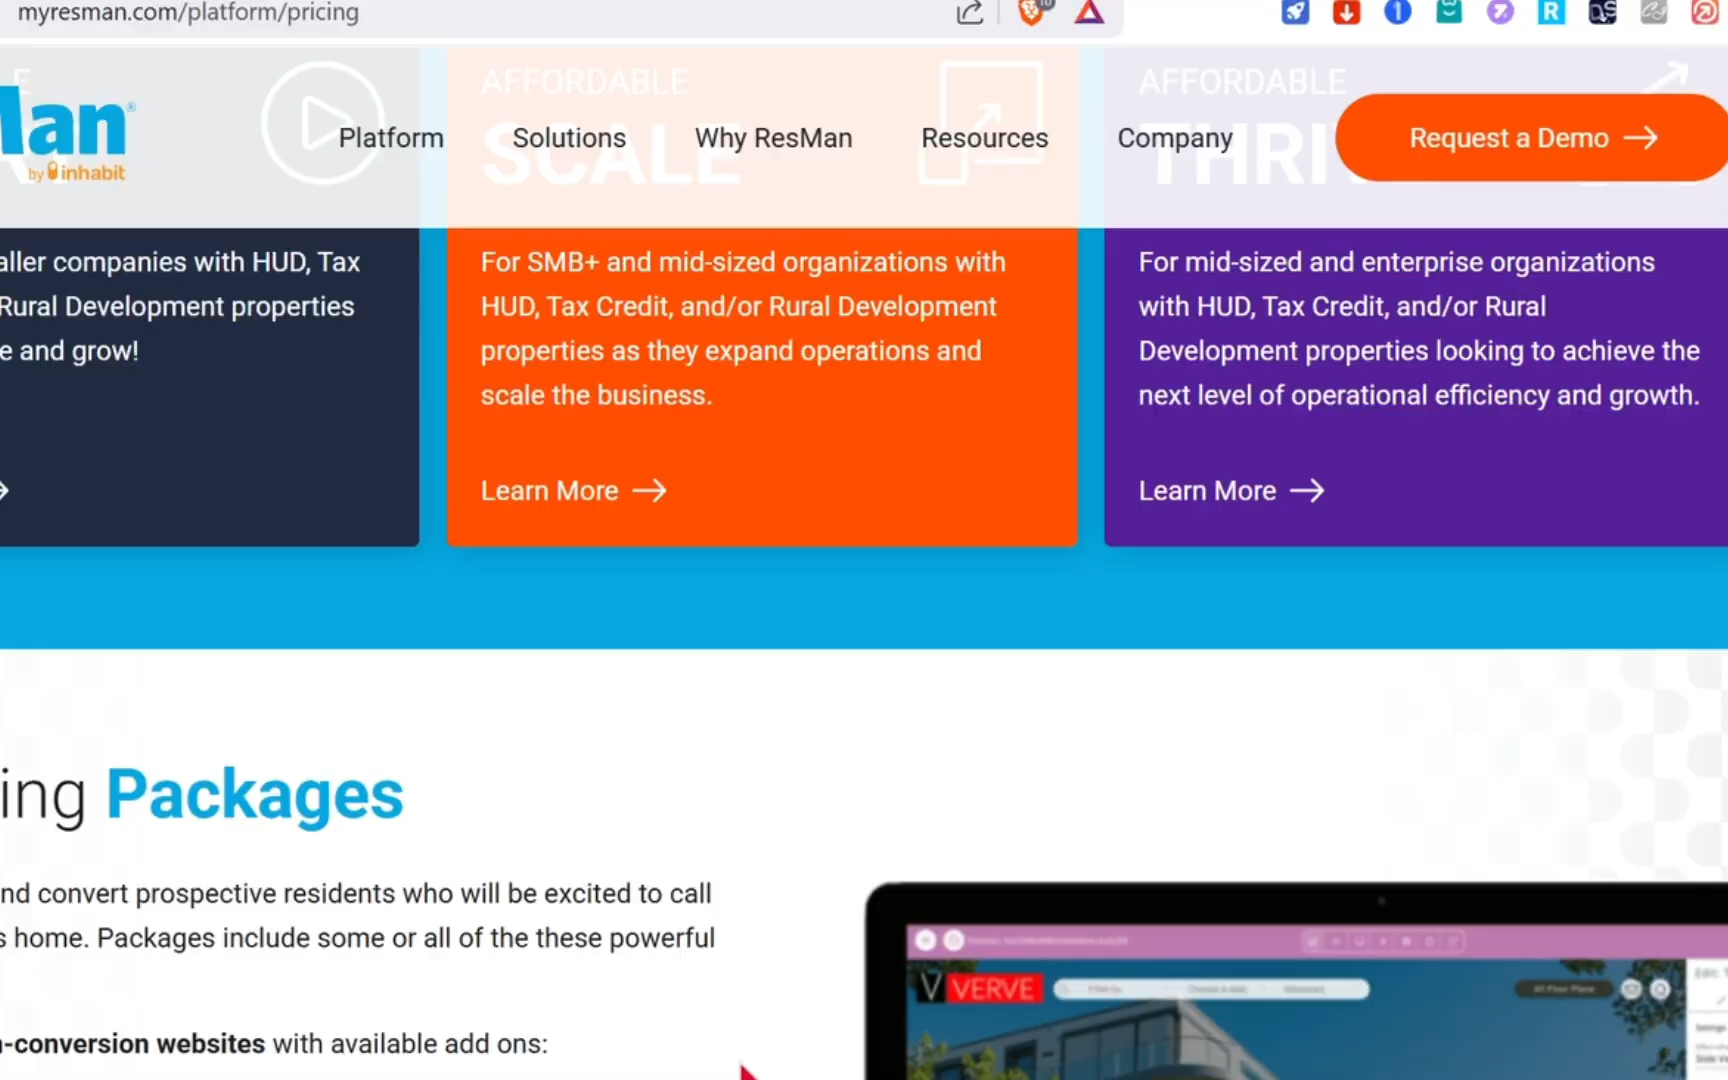 myresman.com/platform/pricing
Man®
by inhabit
Platform
Solutions
Why ResMan
Resources
Company
Request a Demo
AFFORDABLE
SCALE
AFFORDABLE
aller companies with HUD, Tax
Rural Development properties
e and grow!
For SMB+ and mid-sized organizations with
HUD, Tax Credit, and/or Rural Development
properties as they expand operations and
scale the business.
Learn More
For mid-sized and enterprise organizations
with HUD, Tax Credit, and/or Rural
Development properties looking to achieve the
next level of operational efficiency and growth.
Learn More
ing Packages
nd convert prospective residents who will be excited to call
s home. Packages include some or all of the these powerful
-conversion websites with available add ons:
V VERVE